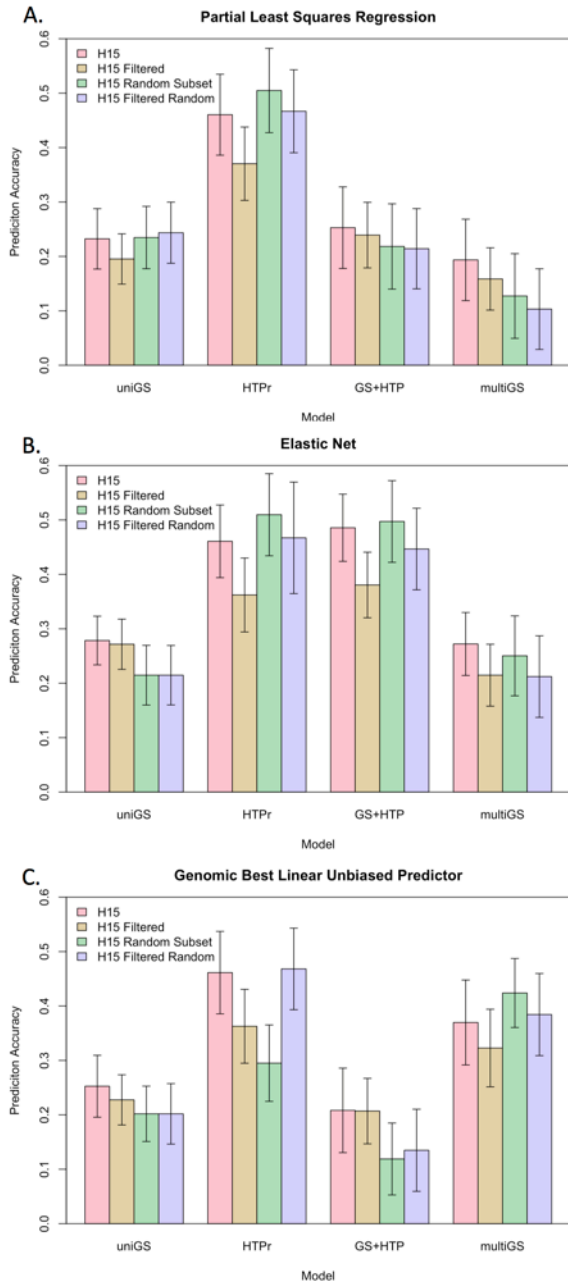 A.
Partial Least Squares Regression
H15
H15 Filtered
H15 Random Subset
H15 Filtered Random
Prediciton Accuracy
0.0 0.1 0.2 0.3 0.4 0.5 0.6
uniGS HTPr GS+HTP multiGS
Model
B.
Elastic Net
H15
H15 Filtered
H15 Random Subset
H15 Filtered Random
Prediciton Accuracy
0.0 0.1 0.2 0.3 0.4 0.5 0.6
uniGS HTPr GS+HTP multiGS
Model
C.
Genomic Best Linear Unbiased Predictor
H15
H15 Filtered
H15 Random Subset
H15 Filtered Random
Prediciton Accuracy
0.0 0.1 0.2 0.3 0.4 0.5 0.6
uniGS HTPr GS+HTP multiGS
Model